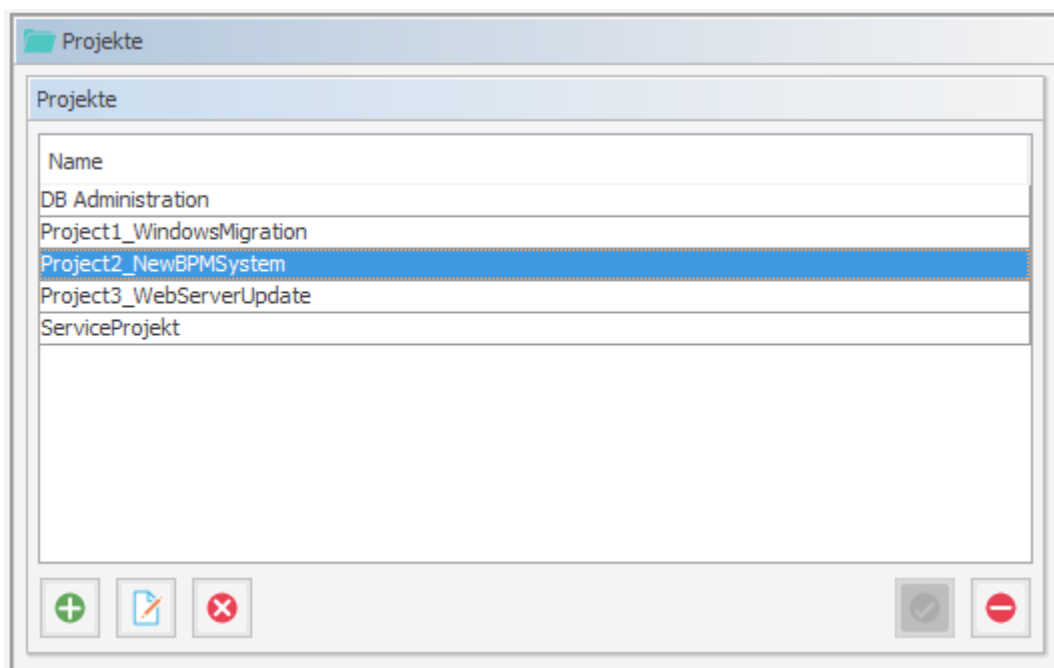 Projekte
Projekte
Name
DB Administration
Project1_WindowsMigration
Project2_NewBPMSystem
Project3_WebServerUpdate
ServiceProjekt